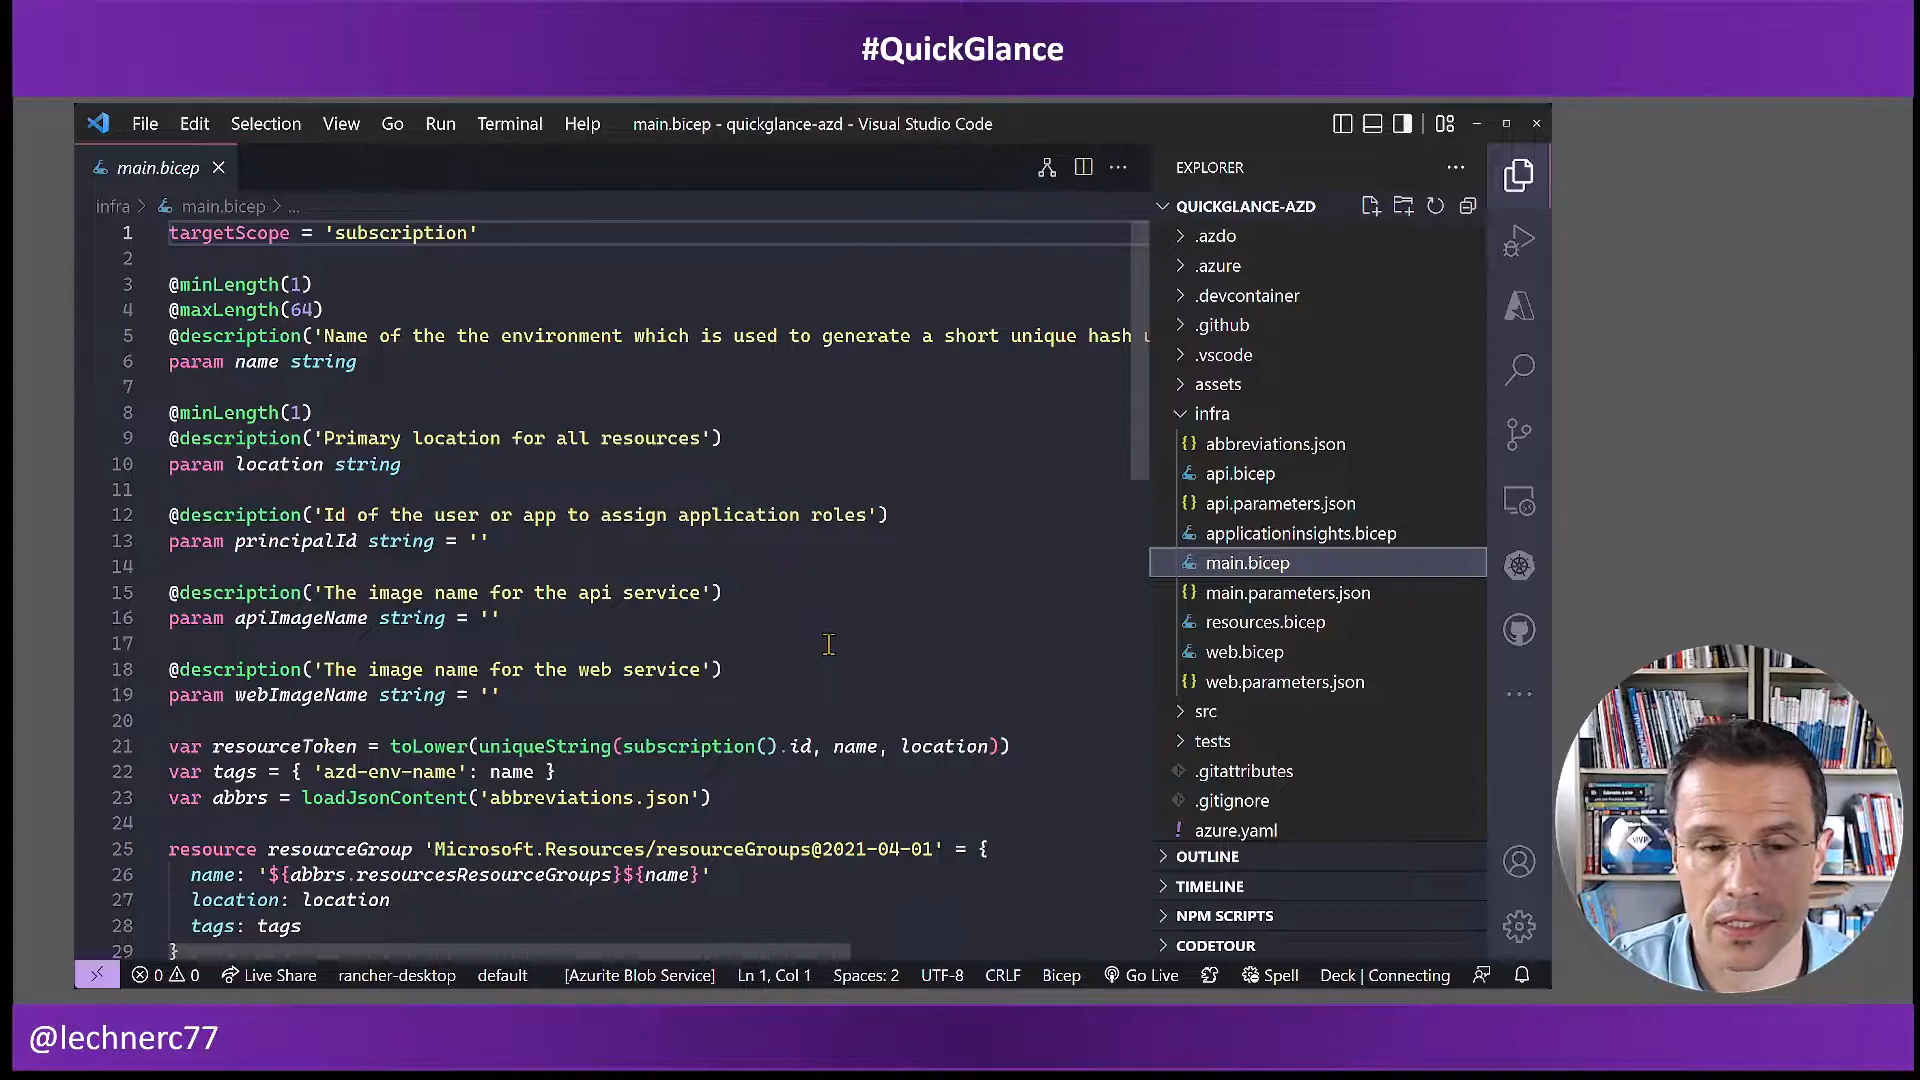 #QuickGlance
File Edit Selection View Go Run Terminal Help main.bicep - quickglance-azd - Visual Studio Code
main.bicep
infra > main.bicep > ...
1 targetScope = 'subscription'
2
3 @minLength(1)
4 @maxLength(64)
5 @description('Name of the the environment which is used to generate a short unique hash
6 param name string
7
8 @minLength(1)
9 @description('Primary location for all resources')
10 param location string
11
12 @description('Id of the user or app to assign application roles')
13 param principalId string = ''
14
15 @description('The image name for the api service')
16 param apiImageName string = ''
17
18 @description('The image name for the web service')
19 param webImageName string = ''
20
21 var resourceToken = toLower(uniqueString(subscription().id, name, location))
22 var tags = { 'azd-env-name': name }
23 var abbrs = loadJsonContent('abbreviations.json')
24
25 resource resourceGroup 'Microsoft.Resources/resourceGroups@2021-04-01' = {
26 name: '${abbrs.resourcesResourceGroups}${name}'
27 location: location
28 tags: tags
29 }
EXPLORER
QUICKGLANCE-AZD
.azdo
.azure
.devcontainer
.github
.vscode
assets
infra
{} abbreviations.json
api.bicep
{} api.parameters.json
applicationinsights.bicep
main.bicep
{} main.parameters.json
resources.bicep
web.bicep
{} web.parameters.json
src
tests
.gitattributes
.gitignore
! azure.yaml
OUTLINE
TIMELINE
NPM SCRIPTS
CODETOUR
0 0 Live Share rancher-desktop default [Azurite Blob Service] Ln 1, Col 1 Spaces: 2 UTF-8 CRLF Bicep Go Live Spell Deck | Connecting
MVP
@lechnerc77